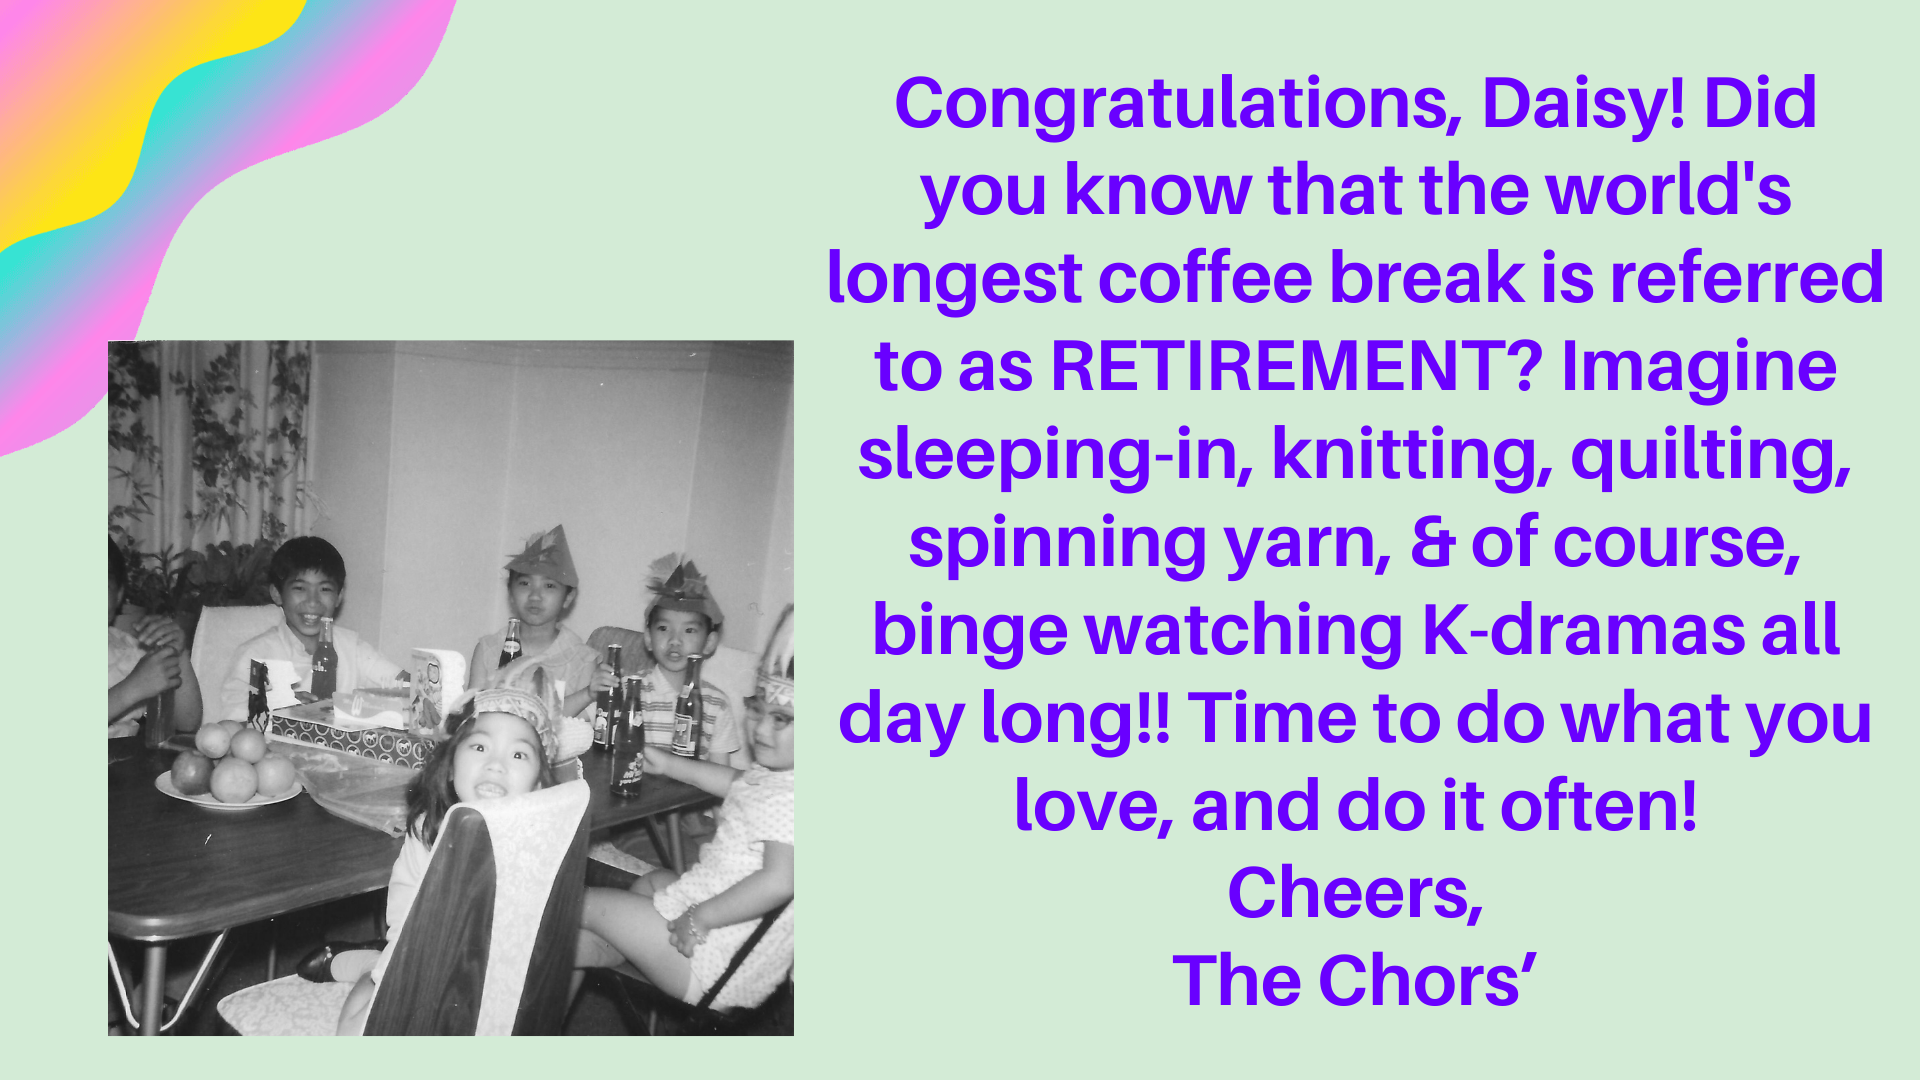 Congratulations, Daisy! Did
you know that the world's
longest coffee break is referred
to as RETIREMENT? Imagine
sleeping-in, knitting, quilting,
spinning yarn, & of course,
binge watching K-dramas all
day long!! Time to do what you
love, and do it often!
Cheers,
The Chors’